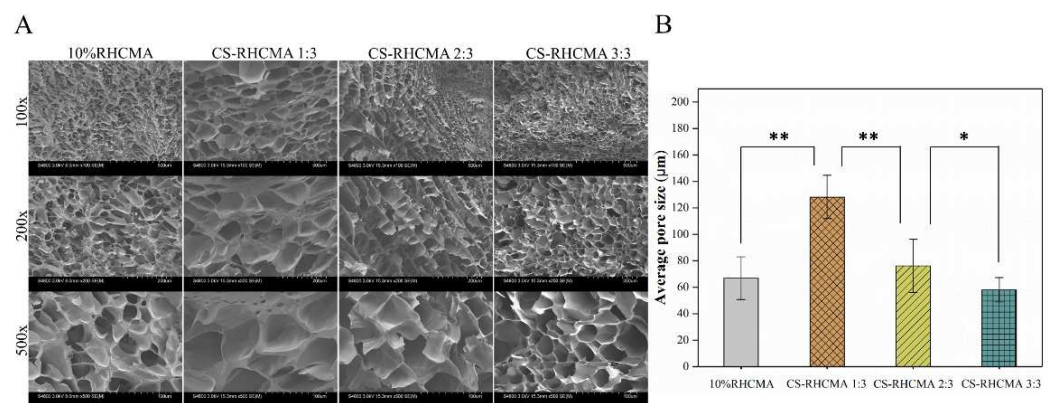 A
10%RHCMA CS-RHCMA 1:3 CS-RHCMA 2:3 CS-RHCMA 3:3
100x
200x
500x
B
** ** *
Average pore size (μm)
200
180
160
140
120
100
80
60
40
20
0
10%RHCMA CS-RHCMA 1:3 CS-RHCMA 2:3 CS-RHCMA 3:3